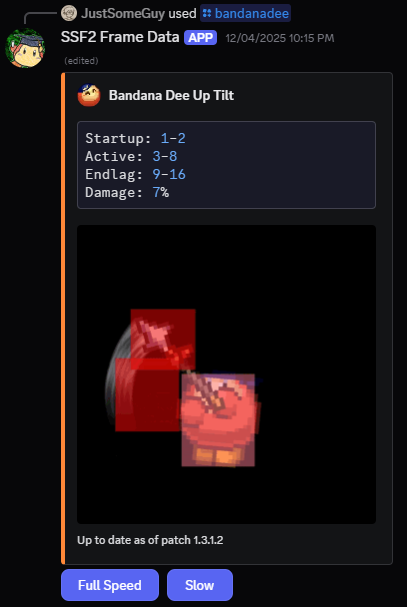 JustSomeGuy used bandanadee
SSF2 Frame Data APP 12/04/2025 10:15 PM
(edited)
Bandana Dee Up Tilt
Startup: 1-2
Active: 3-8
Endlag: 9-16
Damage: 7%
Up to date as of patch 1.3.1.2
Full Speed Slow